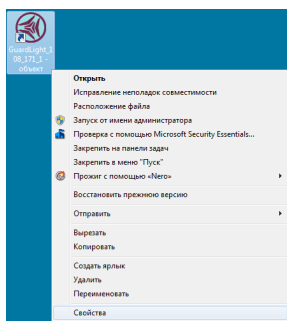 GuardLight_1
08_171_1 –
объект
Открыть
Исправление неполадок совместимости
Расположение файла
Запуск от имени администратора
Проверка с помощью Microsoft Security Essentials...
Закрепить на панели задач
Закрепить в меню "Пуск"
Прожиг с помощью «Nero»
Восстановить прежнюю версию
Отправить
Вырезать
Копировать
Создать ярлык
Удалить
Переименовать
Свойства